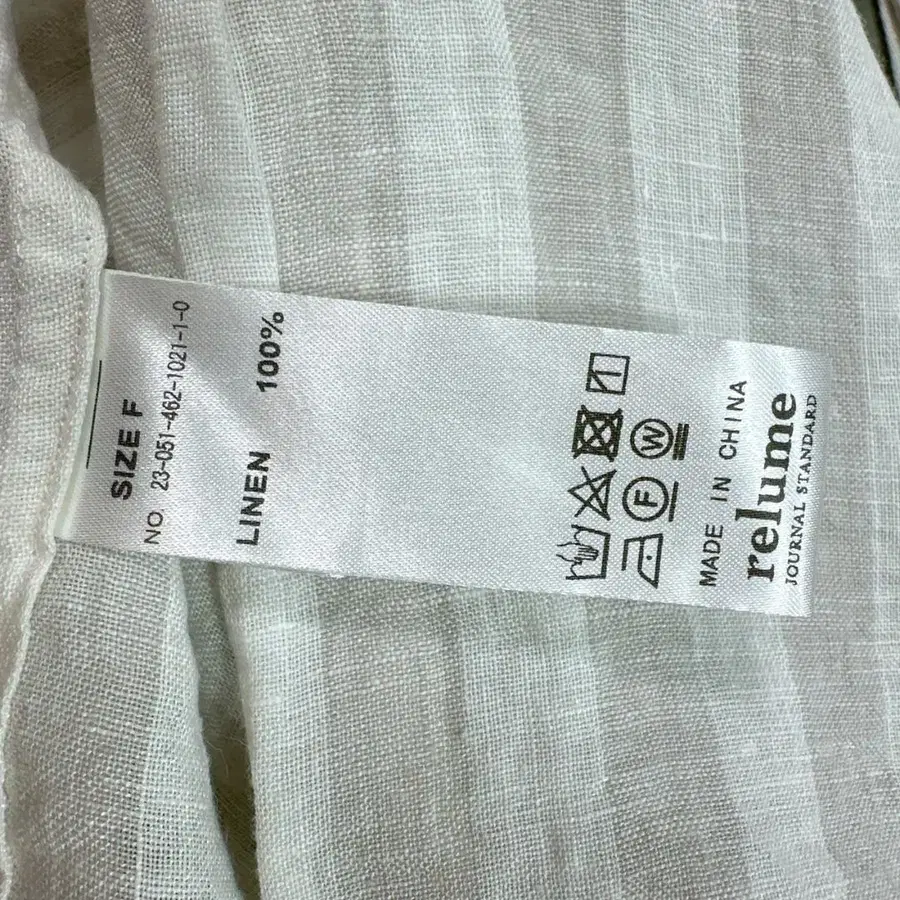 SIZE F
NO. 23-051-462-1021-1-0
LINEN 100%
F W
MADE IN CHINA
relume
JOURNAL STANDARD